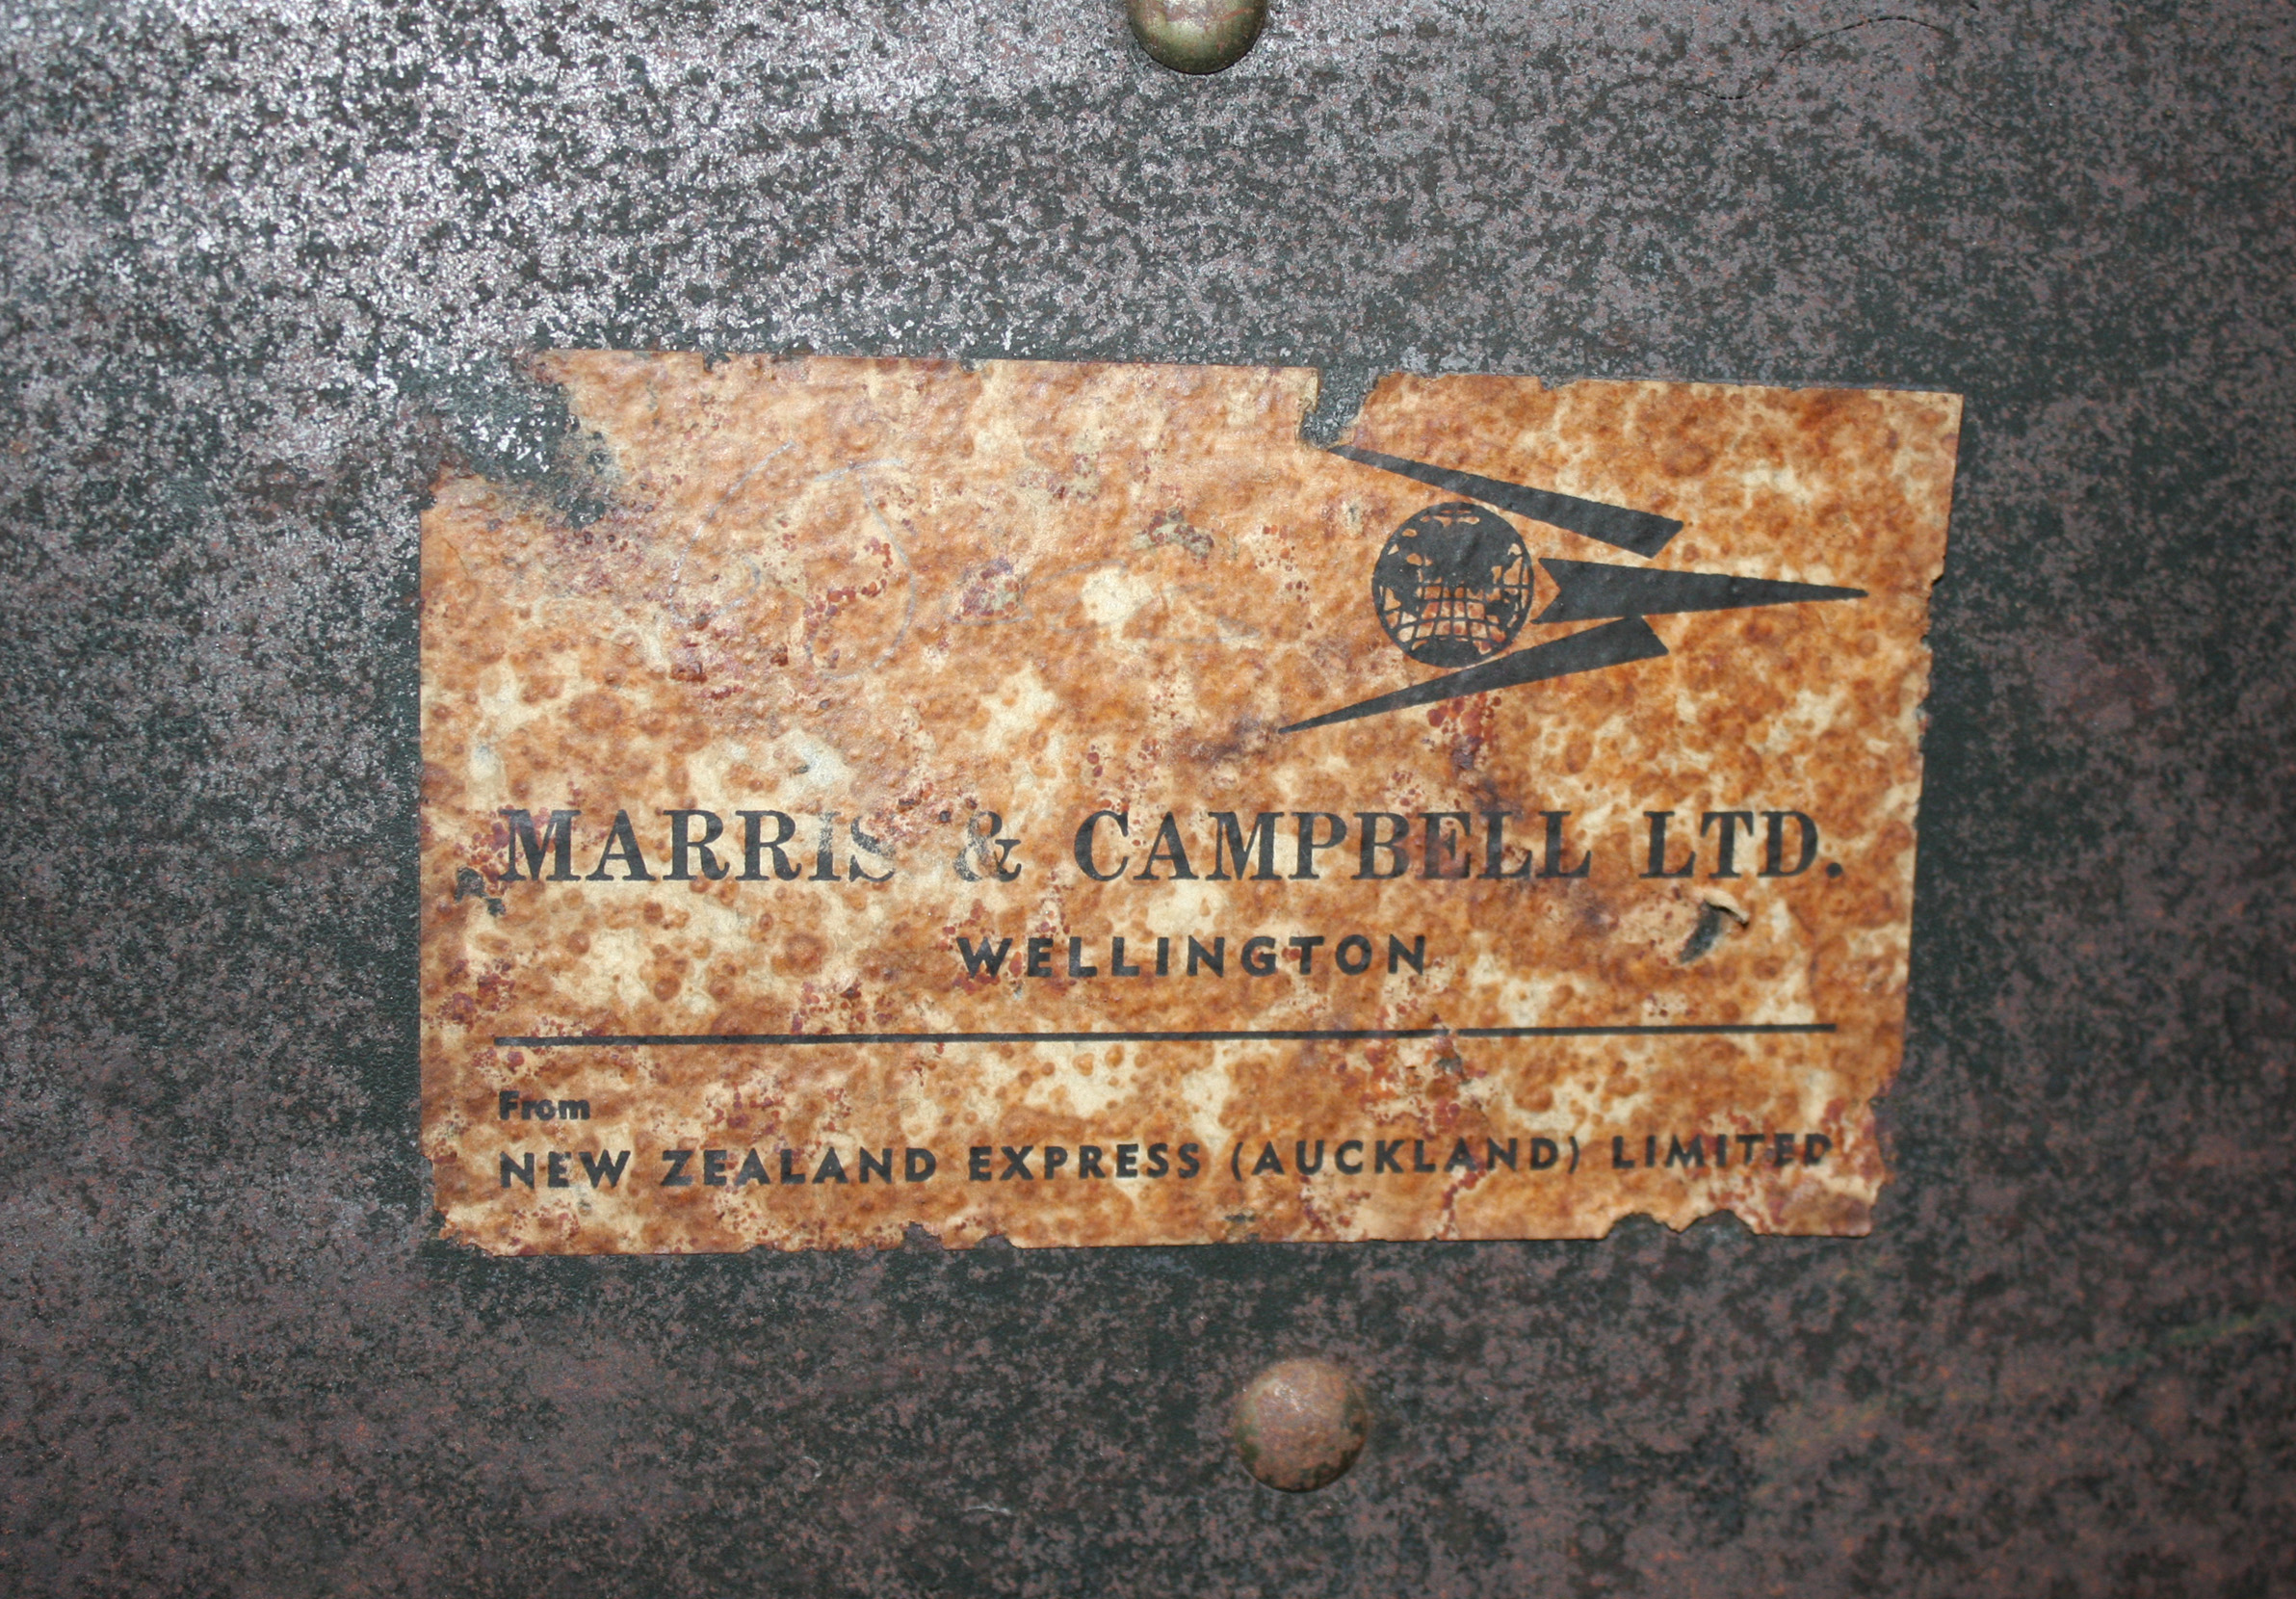 MARRIS & CAMPBELL LTD.
WELLINGTON
From
NEW ZEALAND EXPRESS (AUCKLAND) LIMITED